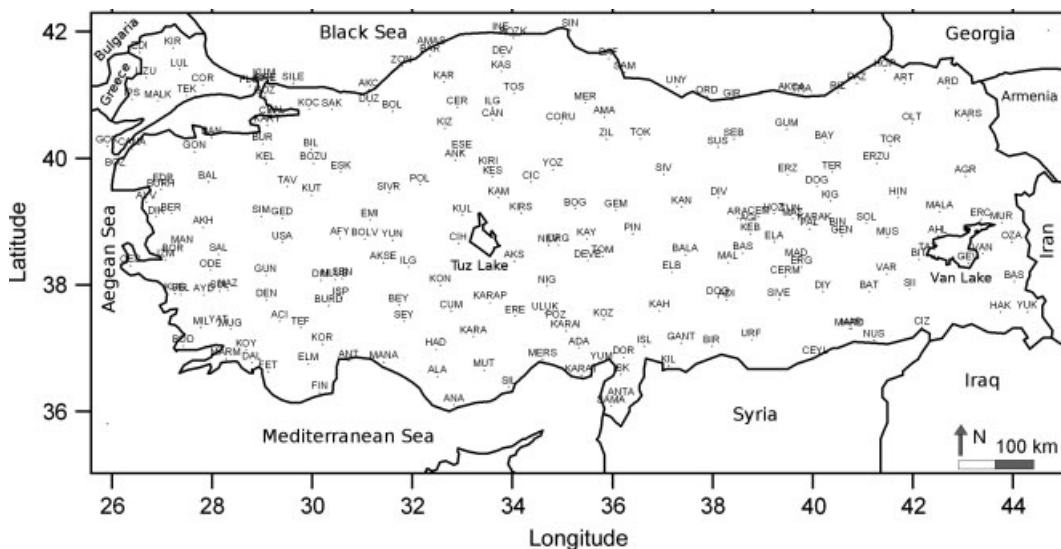 42
40
38
36
Latitude
26
28
30
32
34
36
38
40
42
44
Longitude
Black Sea
Georgia
Bulgaria
Greece
Armenia
Iran
Iraq
Syria
Aegean Sea
Mediterranean Sea
Tuz Lake
Van Lake
N
100 km
KIR
LUL
COR
TEK
MALK
SILE
KOC
SAK
AKC
DUZ
BOL
ZON
KAR
CER
KIZ
ESE
ANK
DEV
KAS
TOS
ILG
SIN
SAM
MER
AMA
CORU
ZIL
TOK
UNY
ORD
GIR
SUS
SEB
GUM
BAY
ART
ARD
KARS
OLT
TOR
ERZU
TER
ERZ
DOG
KIG
AGR
HIN
GON
BUR
KEL
BIL
BOZU
ESK
BAL
TAV
KUT
SIVR
POL
KIRI
KES
KAM
KIRS
CIC
YOZ
SIV
KAN
DIV
BOG
GEM
PIN
KAY
TOM
KUL
CIH
AKS
NIG
SIM
GED
EMI
AFY
BOLV
YUN
USA
AKSE
ILG
BER
DIK
AKH
MAN
SAL
ODE
GUN
DEN
AYD
ISP
BURD
KON
CUM
KARAP
ERE
ULUK
POZ
KARAI
BEY
SEY
ACI
TEF
KOR
MUG
YAT
KOY
DAL
FET
ELM
ANT
FIN
MANA
HAD
ALA
KARA
MUT
ANA
SIL
MERS
ADA
YUM
KOZ
DOR
ANTA
SAMA
KAH
ISL
GANT
KIL
BIR
URF
CEYL
ELB
BALA
MAL
BAS
KEB
ELA
MAD
ERG
CERM
SIVE
DIY
BAT
VAR
SII
NUS
CIZ
SOL
BIN
GEN
MUS
MALA
AHL
ERC
MUR
OZA
VAN
BAS
HAK
YUK